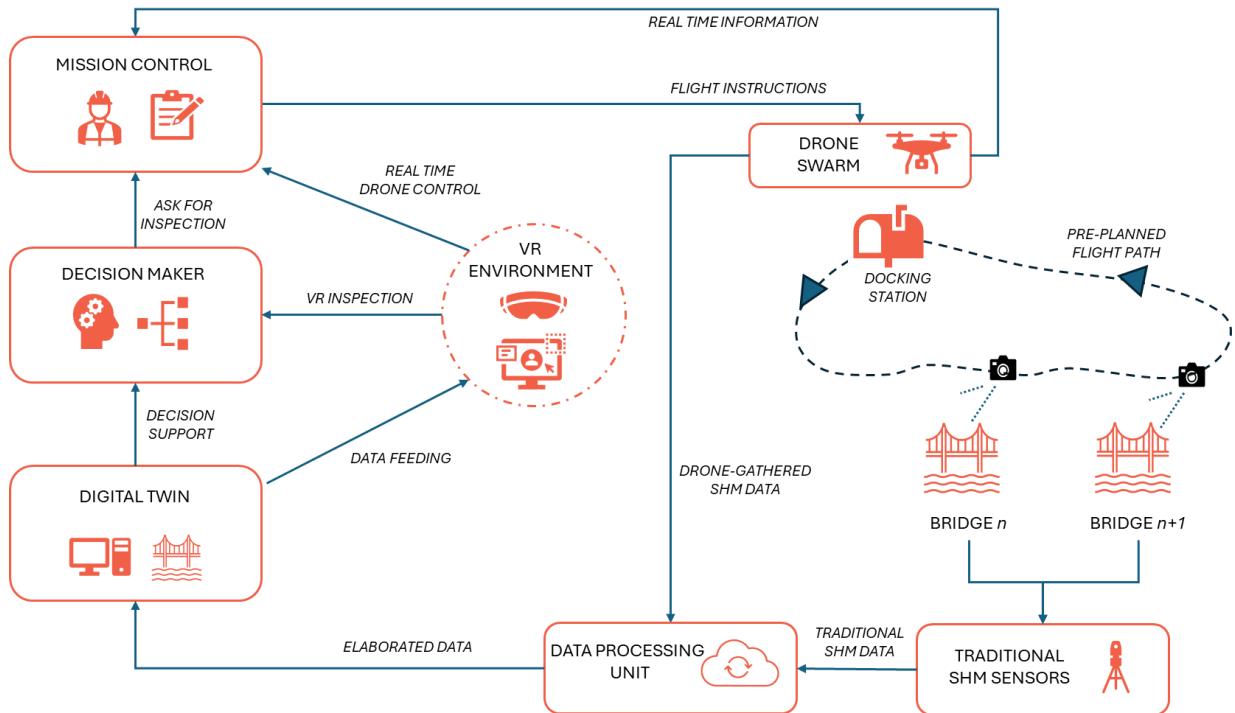 REAL TIME INFORMATION
MISSION CONTROL
FLIGHT INSTRUCTIONS
DRONE
SWARM
REAL TIME
DRONE CONTROL
ASK FOR
INSPECTION
DOCKING
STATION
PRE-PLANNED
FLIGHT PATH
DECISION MAKER
VR INSPECTION
VR
ENVIRONMENT
DECISION
SUPPORT
DATA FEEDING
DRONE-GATHERED
SHM DATA
DIGITAL TWIN
BRIDGE n
BRIDGE n+1
ELABORATED DATA
DATA PROCESSING
UNIT
TRADITIONAL
SHM DATA
TRADITIONAL
SHM SENSORS